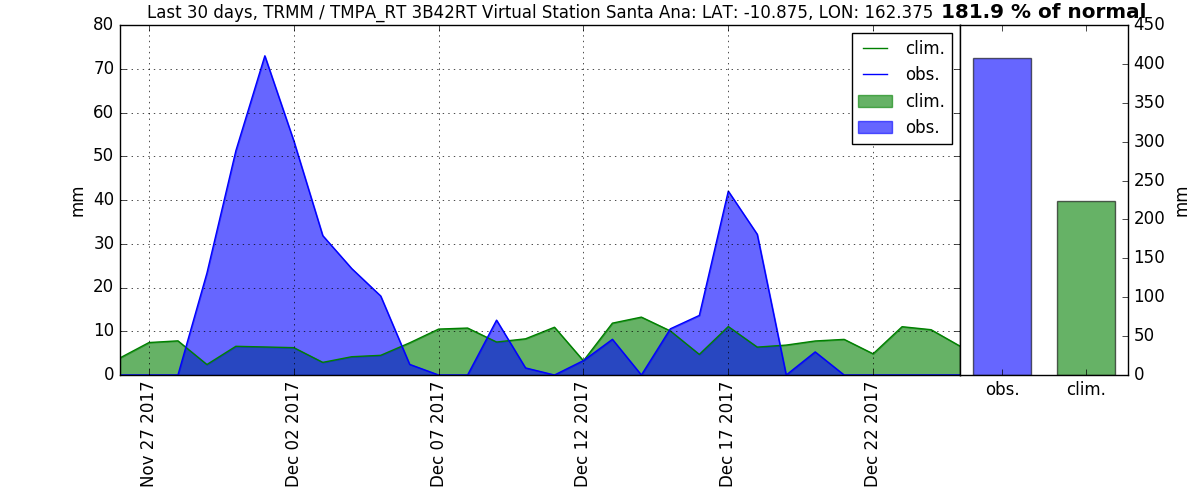 Last 30 days, TRMM / TMPA_RT 3B42RT Virtual Station Santa Ana: LAT: -10.875, LON: 162.375 181.9 % of normal
80
70
60
50
40
30
20
10
0
mm
clim.
obs.
clim.
obs.
Nov 27 2017
Dec 02 2017
Dec 07 2017
Dec 12 2017
Dec 17 2017
Dec 22 2017
450
400
350
300
250
200
150
100
50
0
mm
obs. clim.